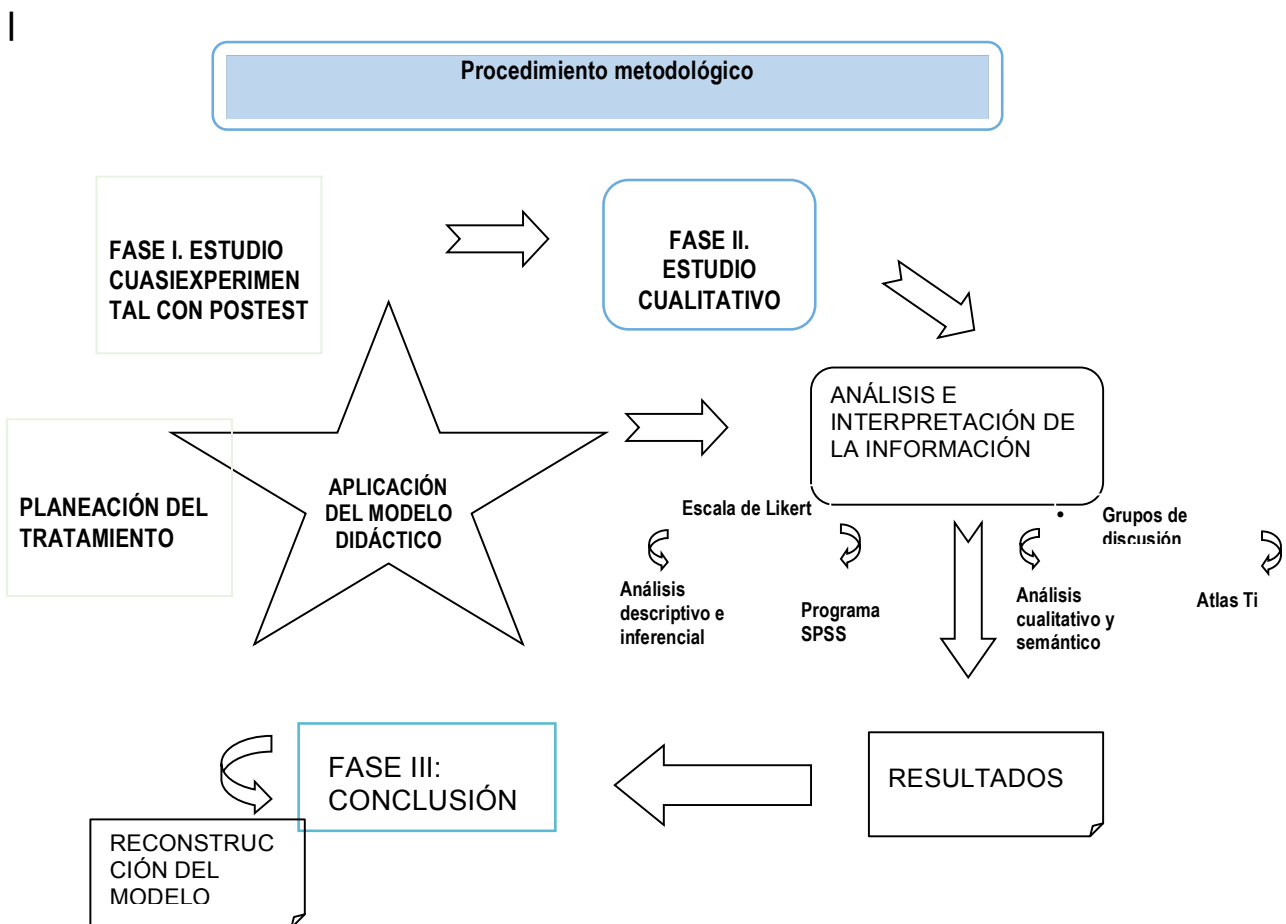 Procedimiento metodológico
FASE I. ESTUDIO
CUASIEXPERIMEN
TAL CON POSTEST
FASE II.
ESTUDIO
CUALITATIVO
PLANEACIÓN DEL
TRATAMIENTO
APLICACIÓN
DEL MODELO
DIDÁCTICO
ANÁLISIS E
INTERPRETACIÓN DE
LA INFORMACIÓN
Escala de Likert
Análisis
descriptivo e
inferencial
Programa
SPSS
• Grupos de
discusión
Análisis
cualitativo y
semántico
Atlas Ti
RESULTADOS
FASE III:
CONCLUSIÓN
RECONSTRUC
CIÓN DEL
MODELO